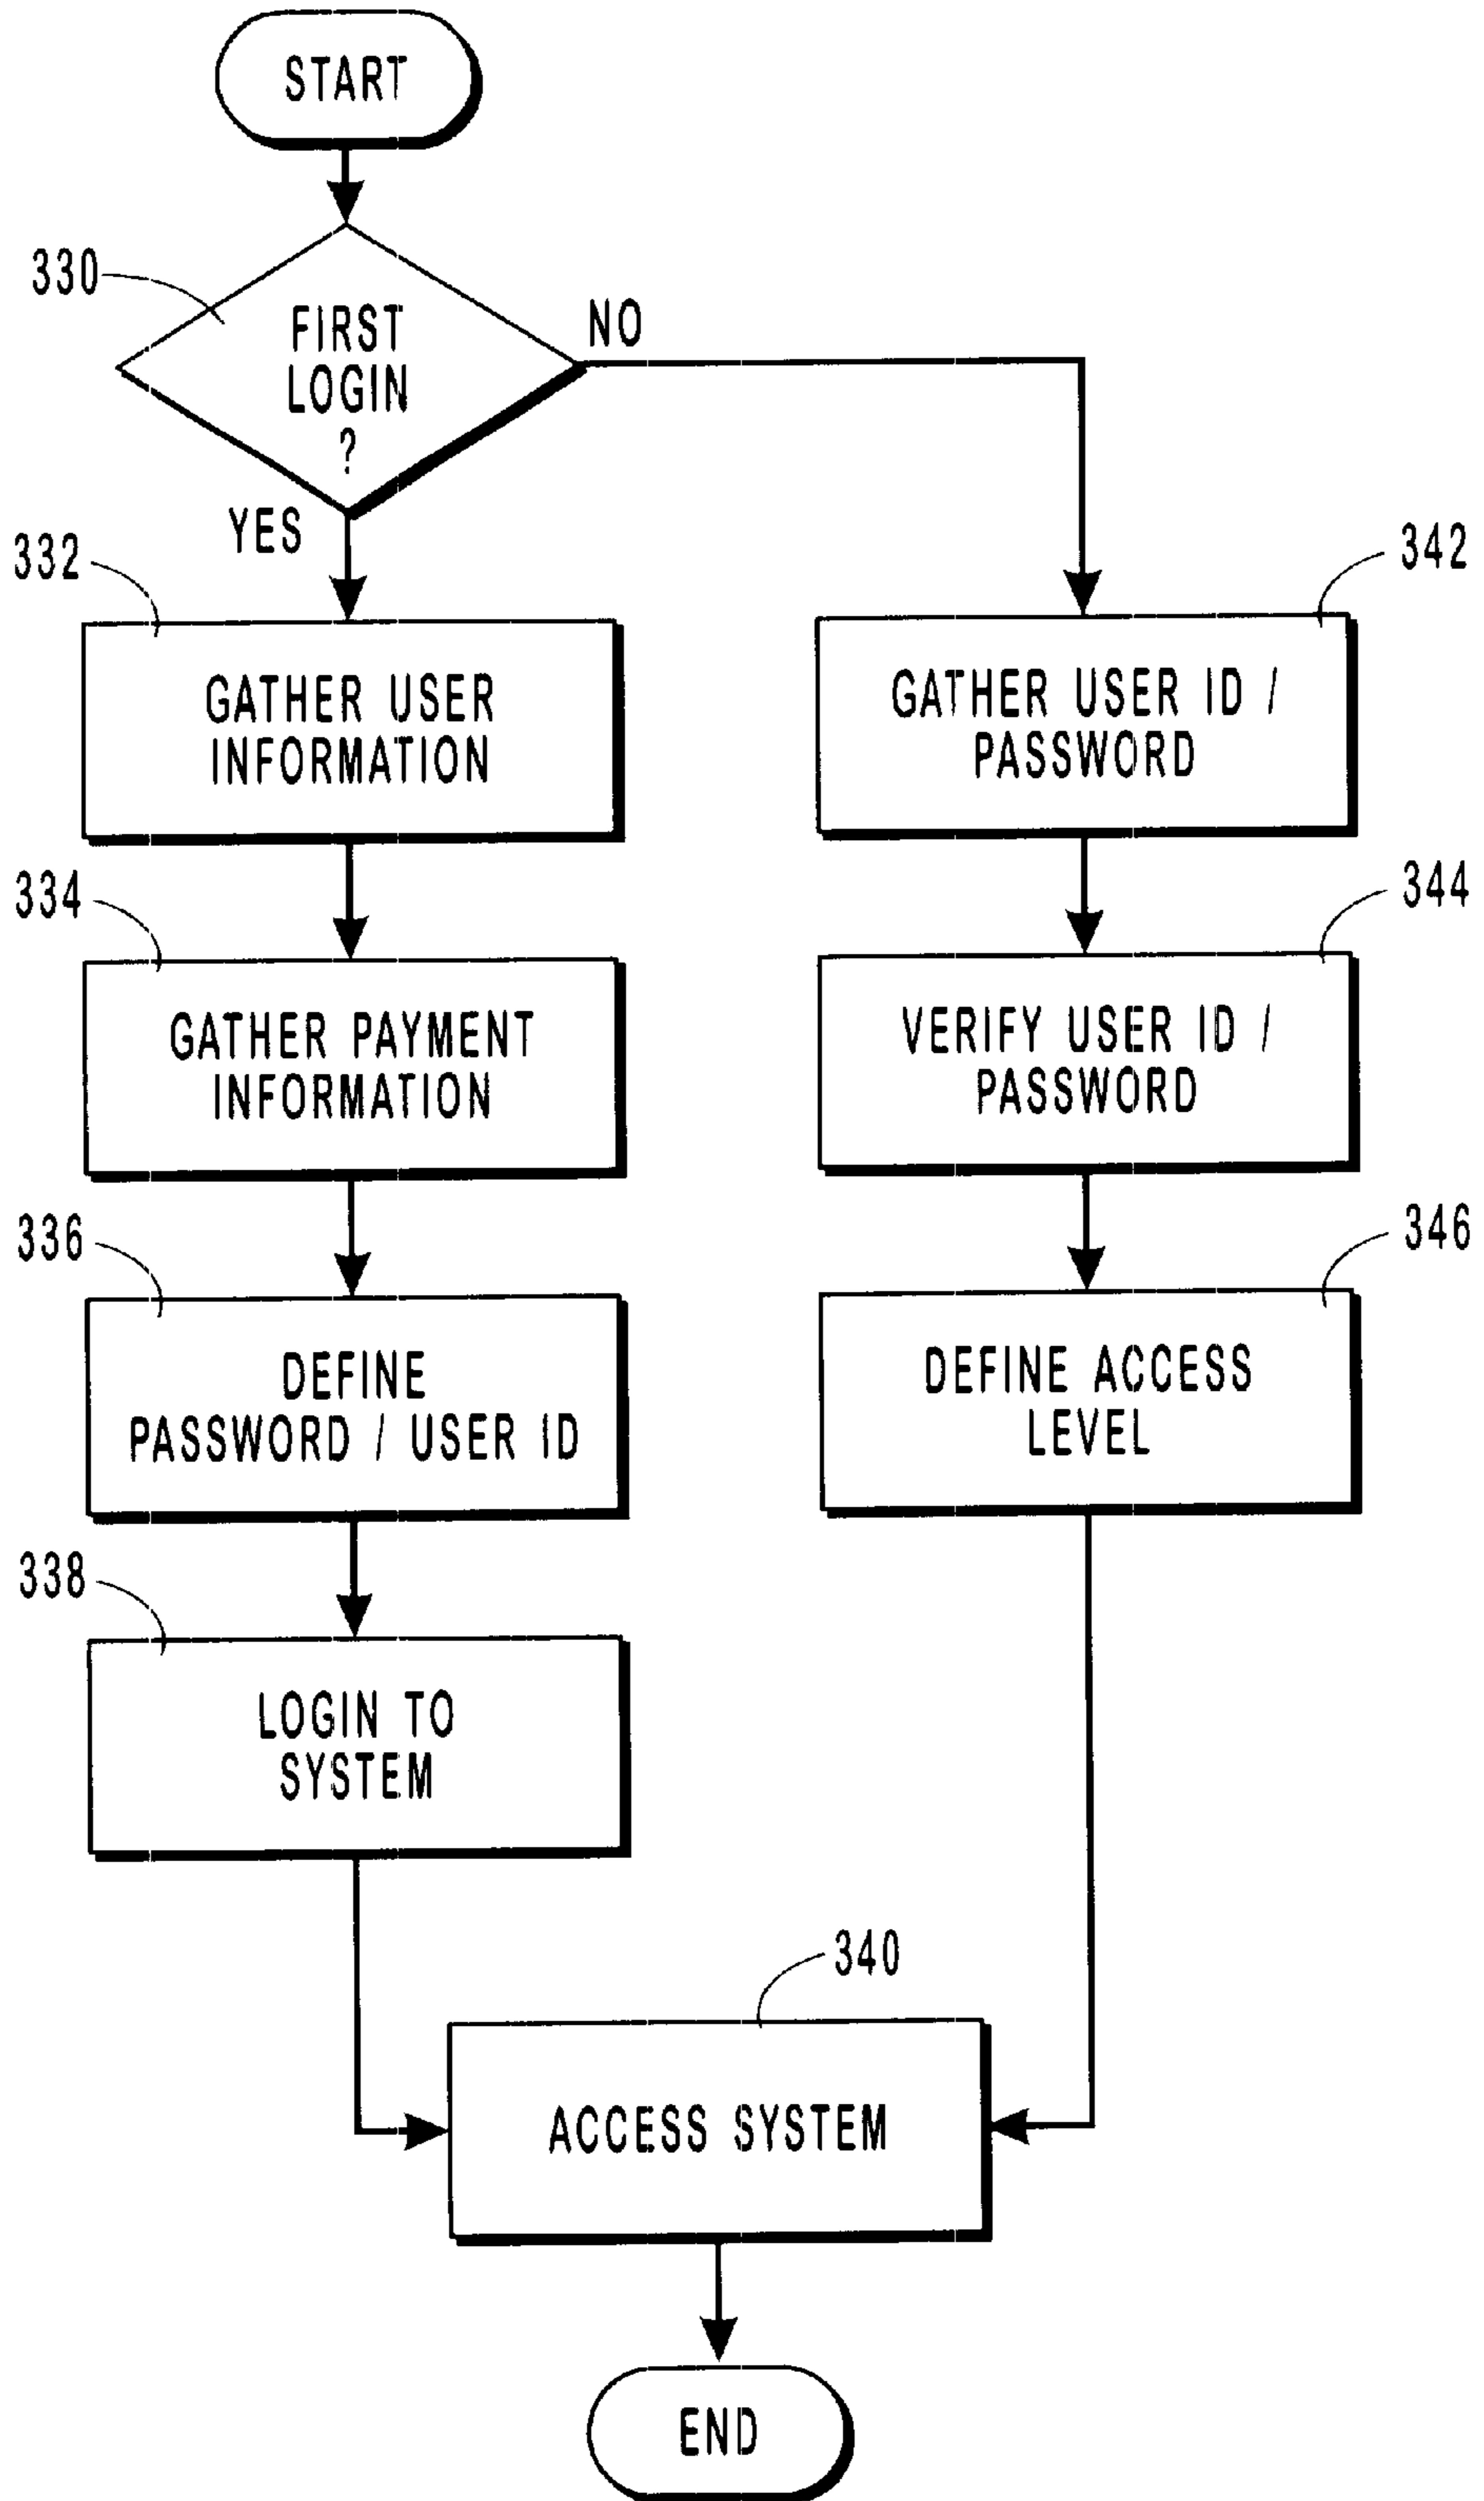 START
330
FIRST
LOGIN
?
NO
YES
332
GATHER USER
INFORMATION
342
GATHER USER ID /
PASSWORD
334
GATHER PAYMENT
INFORMATION
344
VERIFY USER ID /
PASSWORD
336
DEFINE
PASSWORD / USER ID
346
DEFINE ACCESS
LEVEL
338
LOGIN TO
SYSTEM
340
ACCESS SYSTEM
END